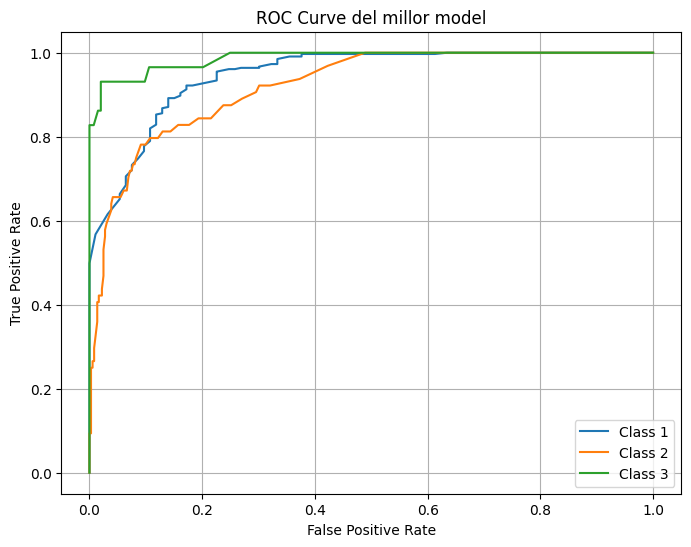 ROC Curve del millor model
True Positive Rate
1.0
0.8
0.6
0.4
0.2
0.0
Class 1
Class 2
Class 3
0.0 0.2 0.4 0.6 0.8 1.0
False Positive Rate